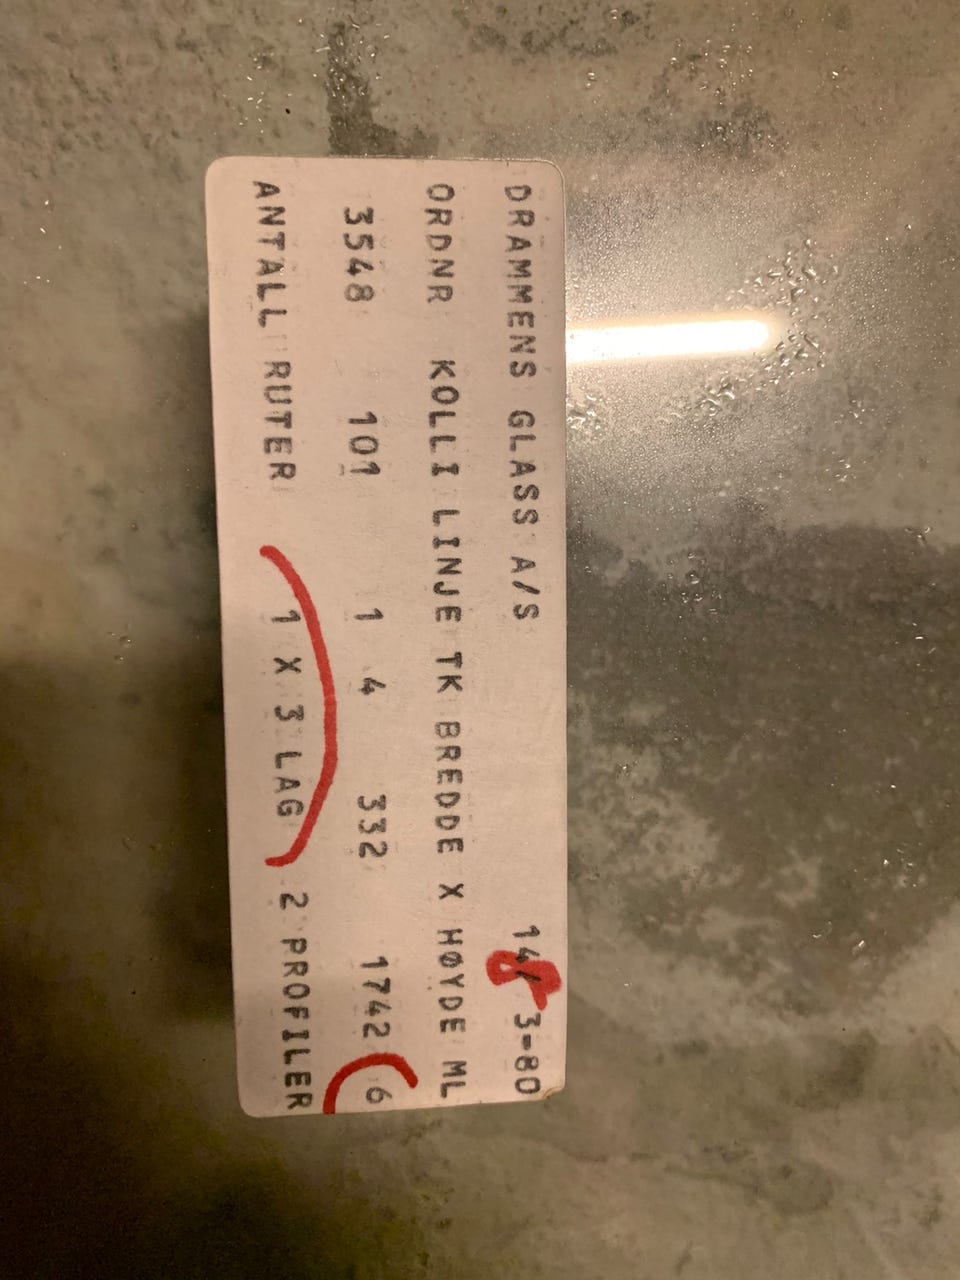 DRAMMENS GLASS A/S 14/ 3-80
ORDNR KOLLI LINJE TK BREDDE X HØYDE ML
3548 101 1 4 332 1742 6
ANTALL RUTER 1 X 3 LAG 2 PROFILER